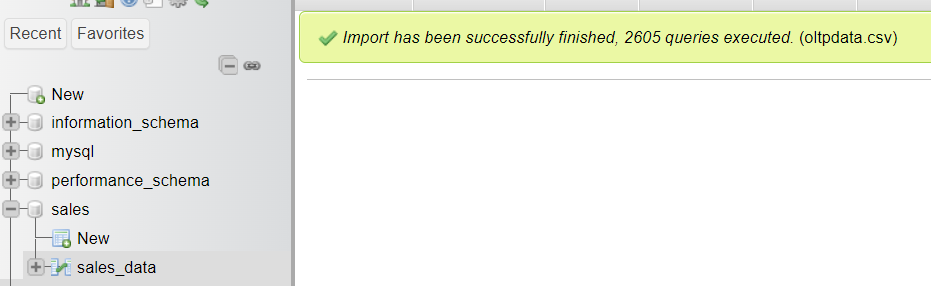 Recent Favorites
Import has been successfully finished, 2605 queries executed. (oltpdata.csv)
New
information_schema
mysql
performance_schema
sales
New
sales_data